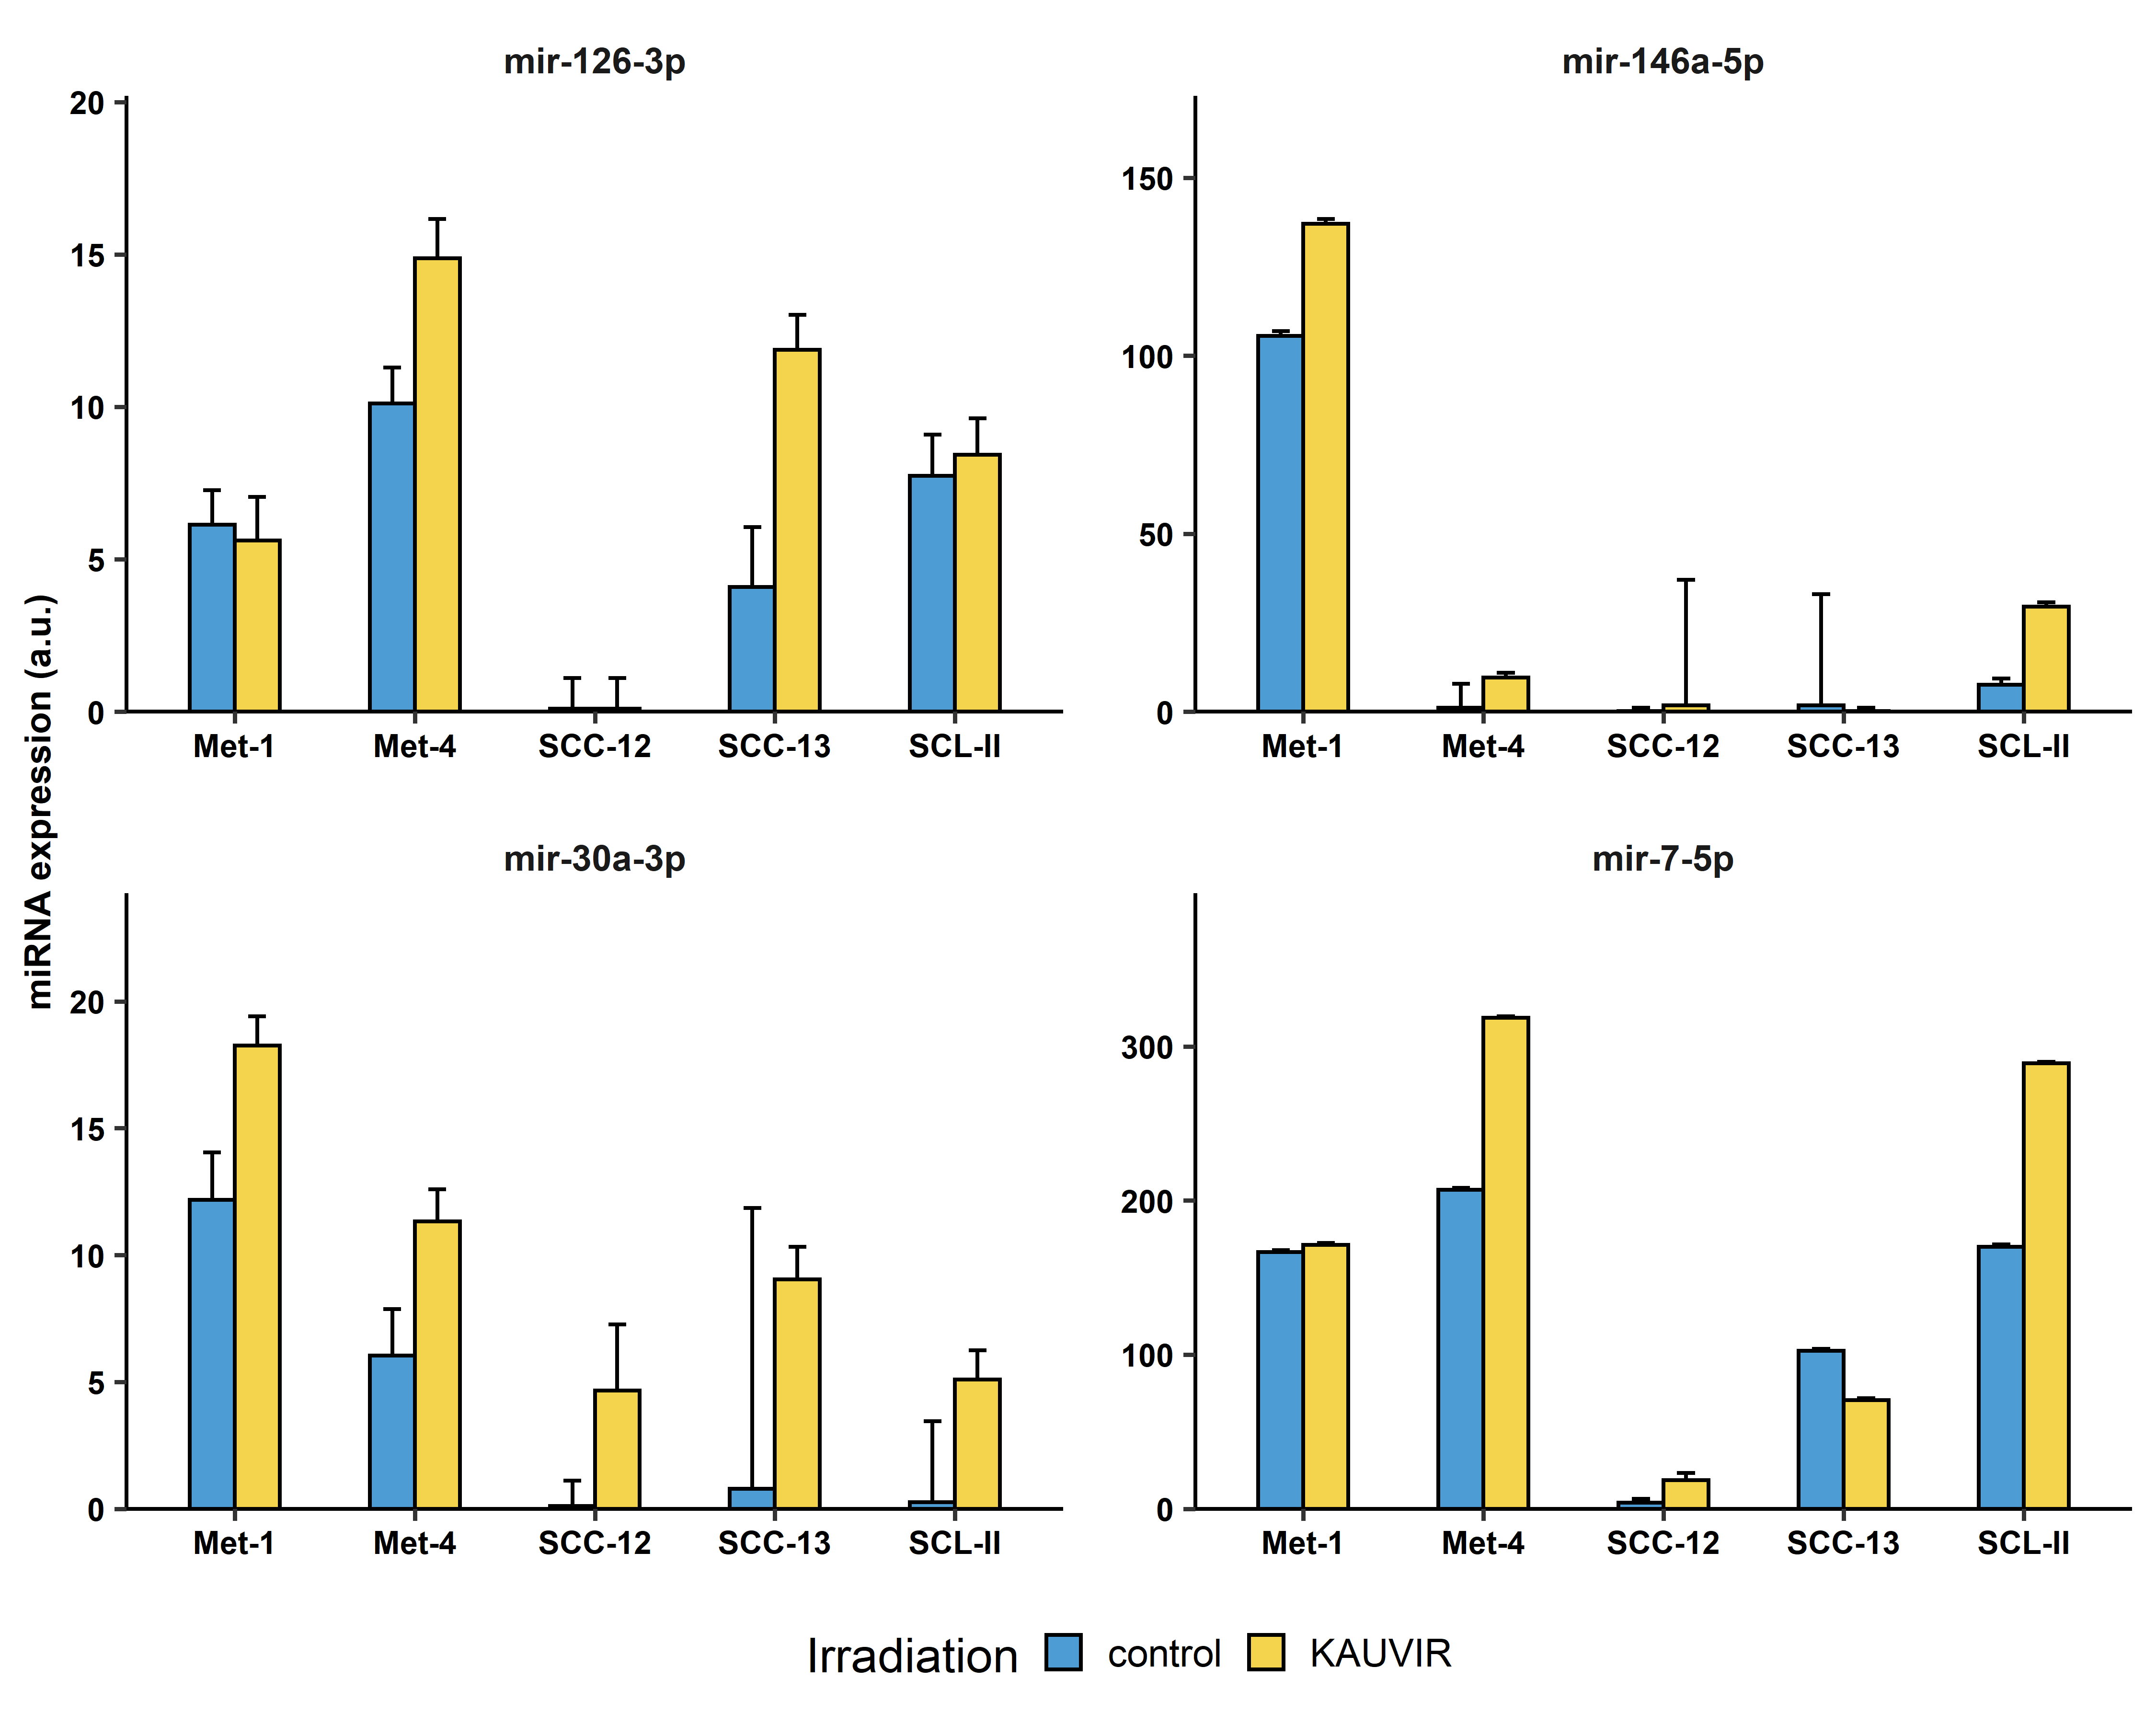 mir-126-3p
20
15
10
5
0
Met-1 Met-4 SCC-12 SCC-13 SCL-II
mir-146a-5p
150
100
50
0
Met-1 Met-4 SCC-12 SCC-13 SCL-II
miRNA expression (a.u.)
mir-30a-3p
20
15
10
5
0
Met-1 Met-4 SCC-12 SCC-13 SCL-II
mir-7-5p
300
200
100
0
Met-1 Met-4 SCC-12 SCC-13 SCL-II
Irradiation control KAUVIR